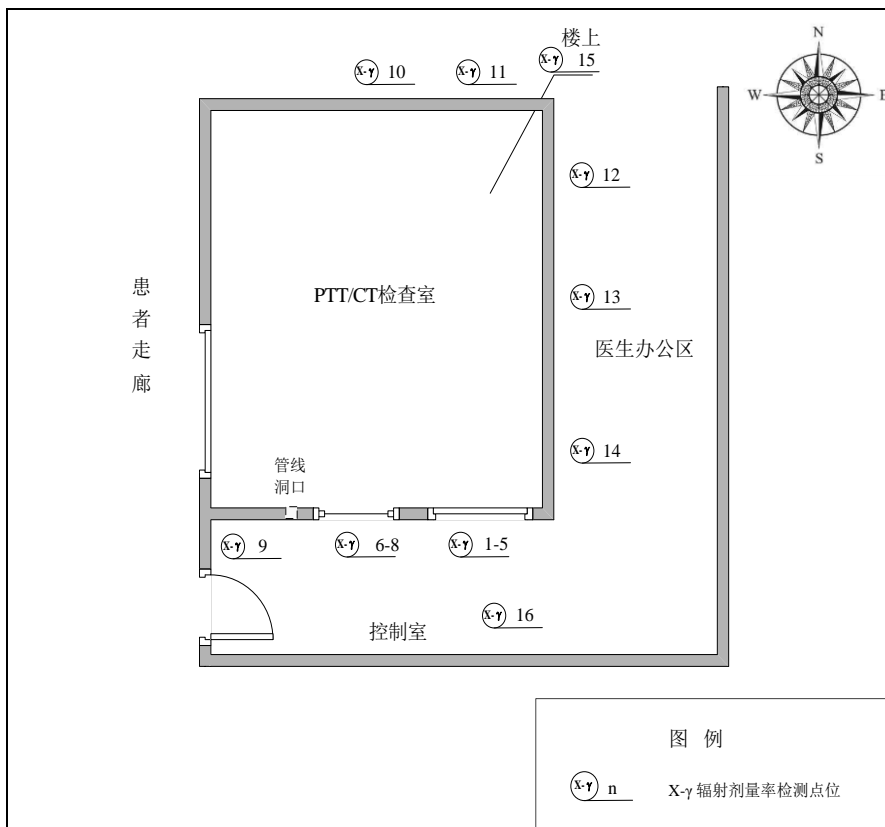 楼上
X-γ 10
X-γ 11
X-γ 15
N
W
E
S
X-γ 12
患者走廊
PTT/CT检查室
X-γ 13
医生办公区
X-γ 14
管线
洞口
X-γ 9
X-γ 6-8
X-γ 1-5
X-γ 16
控制室
图 例
X-γ n
X-γ 辐射剂量率检测点位